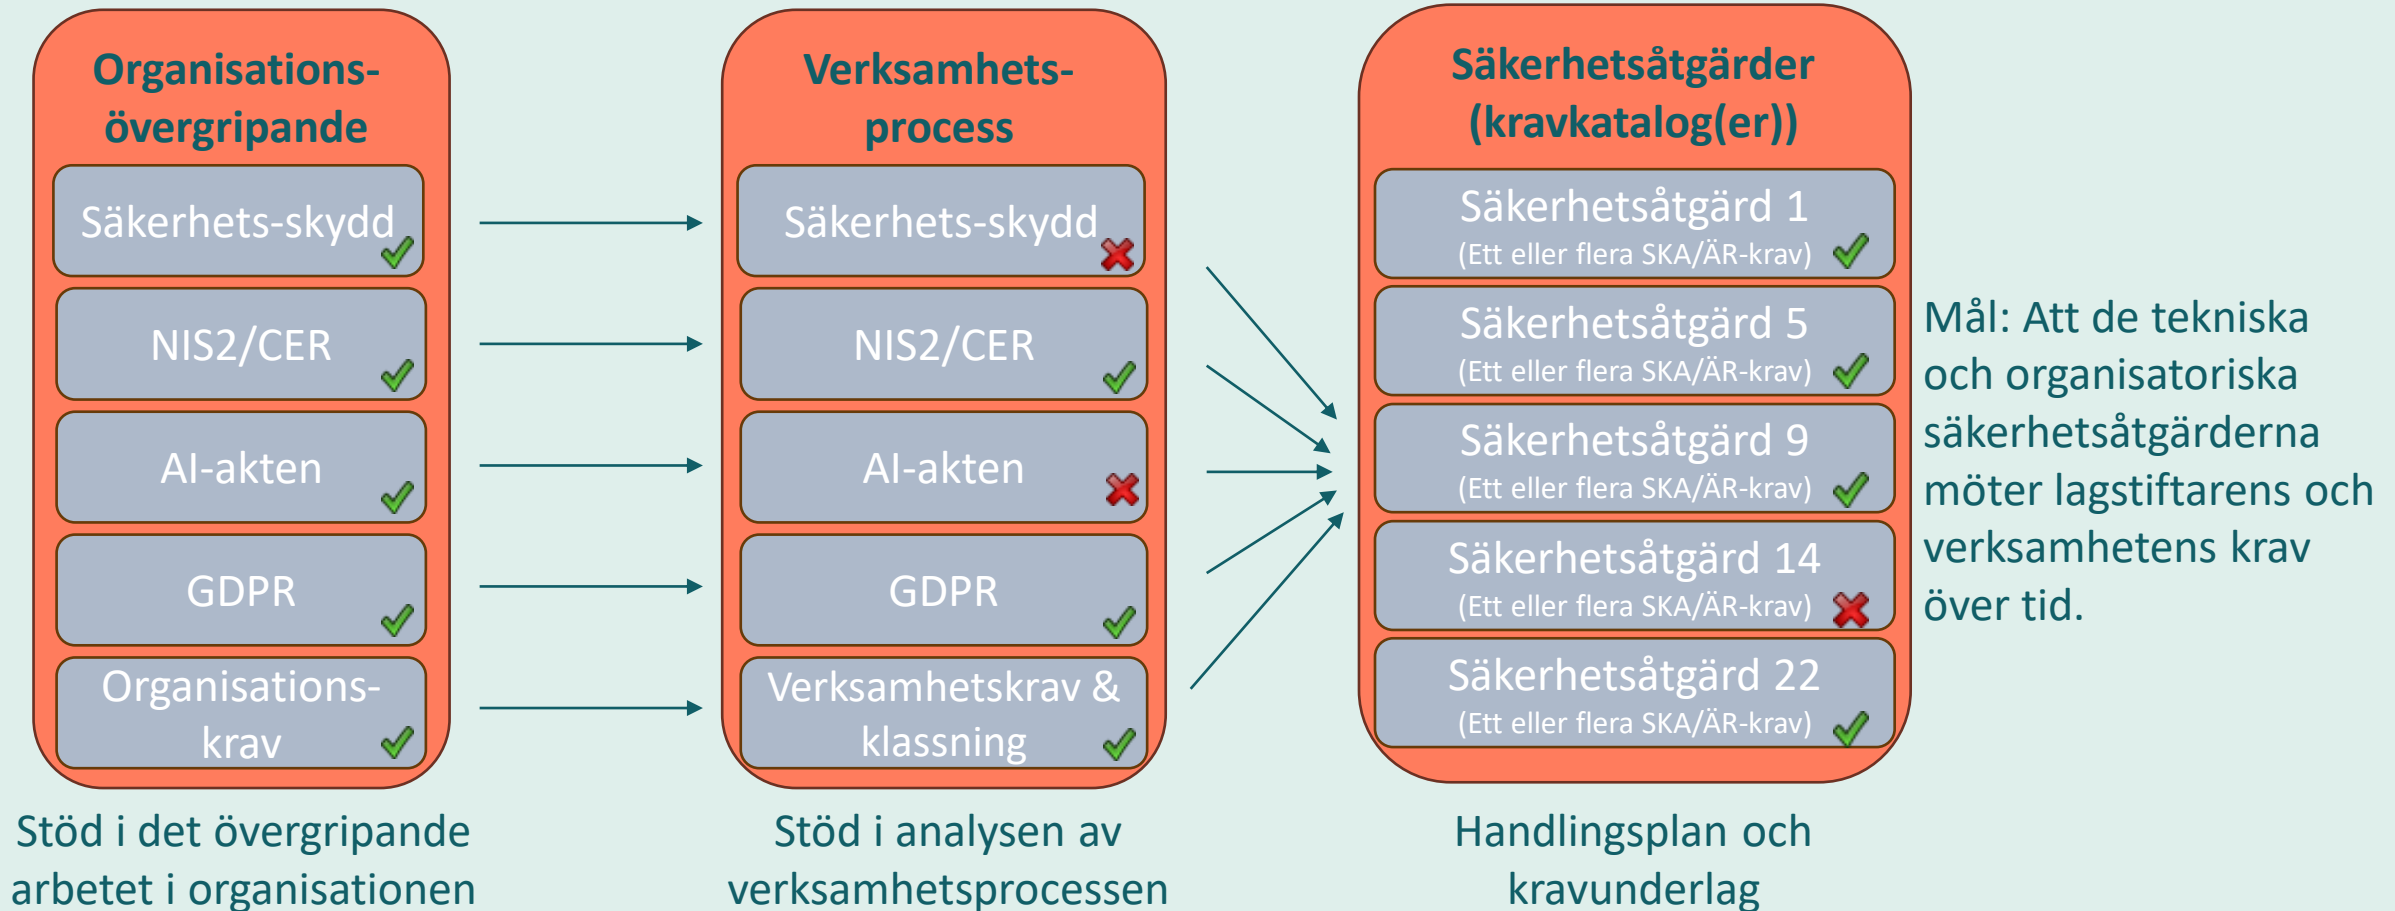 Organisations-
övergripande
Säkerhets-skydd
NIS2/CER
AI-akten
GDPR
Organisations-
krav
Stöd i det övergripande
arbetet i organisationen
Verksamhets-
process
Säkerhets-skydd
NIS2/CER
AI-akten
GDPR
Verksamhetskrav &
klassning
Stöd i analysen av
verksamhetsprocessen
Säkerhetsåtgärder
(kravkatalog(er))
Säkerhetsåtgärd 1
(Ett eller flera SKA/ÄR-krav)
Säkerhetsåtgärd 5
(Ett eller flera SKA/ÄR-krav)
Säkerhetsåtgärd 9
(Ett eller flera SKA/ÄR-krav)
Säkerhetsåtgärd 14
(Ett eller flera SKA/ÄR-krav)
Säkerhetsåtgärd 22
(Ett eller flera SKA/ÄR-krav)
Handlingsplan och
kravunderlag
Mål: Att de tekniska
och organisatoriska
säkerhetsåtgärderna
möter lagstiftarens och
verksamhetens krav
över tid.